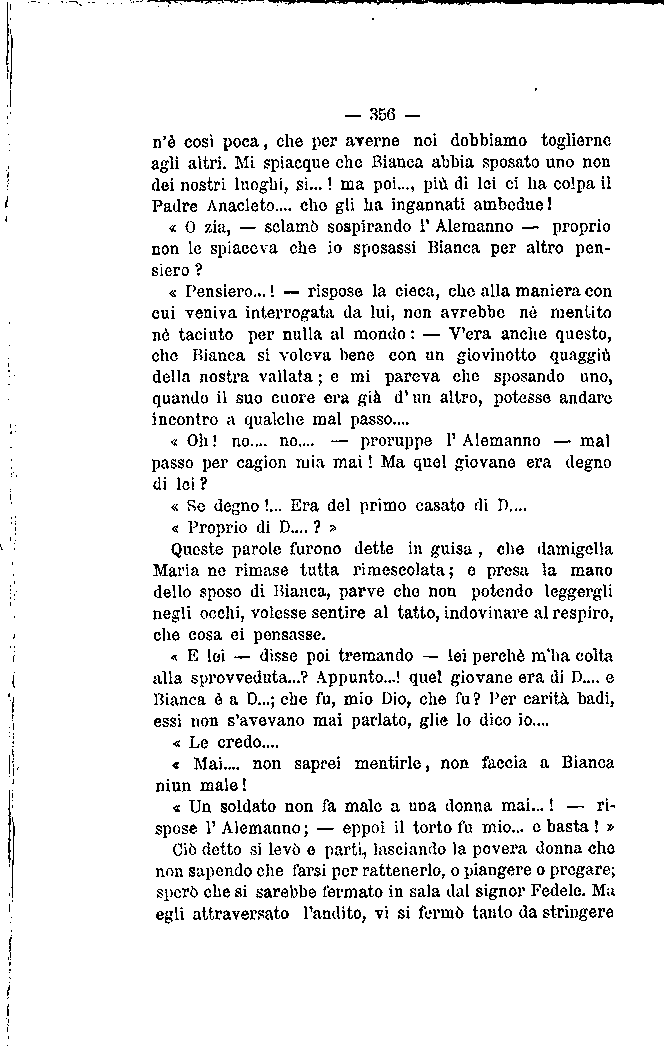 — 356 —
n'è così poca, che per averne noi dobbiamo toglierne
agli altri. Mi spiacque che Bianca abbia sposato uno non
dei nostri luoghi, sì... ! ma poi..., più di lei ci ha colpa il
Padre Anacleto.... che gli ha ingannati ambedue!
« O zia, — sclamò sospirando l' Alemanno — proprio
non le spiaceva che io sposassi Bianca per altro pen-
siero ?
« Pensiero... ! — rispose la cieca, che alla maniera con
cui veniva interrogata da lui, non avrebbe nè mentito
nè taciuto per nulla al mondo : — V'era anche questo,
che Bianca si voleva bene con un giovinotto quaggiù
della nostra vallata ; e mi pareva che sposando uno,
quando il suo cuore era già d' un altro, potesse andare
incontro a qualche mal passo....
« Oh ! no.... no.... — proruppe l' Alemanno — mal
passo per cagion mia mai ! Ma quel giovane era degno
di lei ?
« Se degno !... Era del primo casato di D....
« Proprio di D.... ? »
Queste parole furono dette in guisa , che damigella
Maria ne rimase tutta rimescolata ; e presa la mano
dello sposo di Bianca, parve che non potendo leggergli
negli occhi, volesse sentire al tatto, indovinare al respiro,
che cosa ei pensasse.
« E lei — disse poi tremando — lei perchè m'ha colta
alla sprovveduta...? Appunto...! quel giovane era di D.... e
Bianca è a D...; che fu, mio Dio, che fu? Per carità badi,
essi non s'avevano mai parlato, glie lo dico io....
« Le credo....
« Mai.... non saprei mentirle, non faccia a Bianca
niun male !
« Un soldato non fa male a una donna mai... ! — ri-
spose l' Alemanno ; — eppoi il torto fu mio... e basta ! »
Ciò detto si levò e partì, lasciando la povera donna che
non sapendo che farsi per rattenerlo, o piangere o pregare;
sperò che si sarebbe fermato in sala dal signor Fedele. Ma
egli attraversato l'andito, vi si fermò tanto da stringere